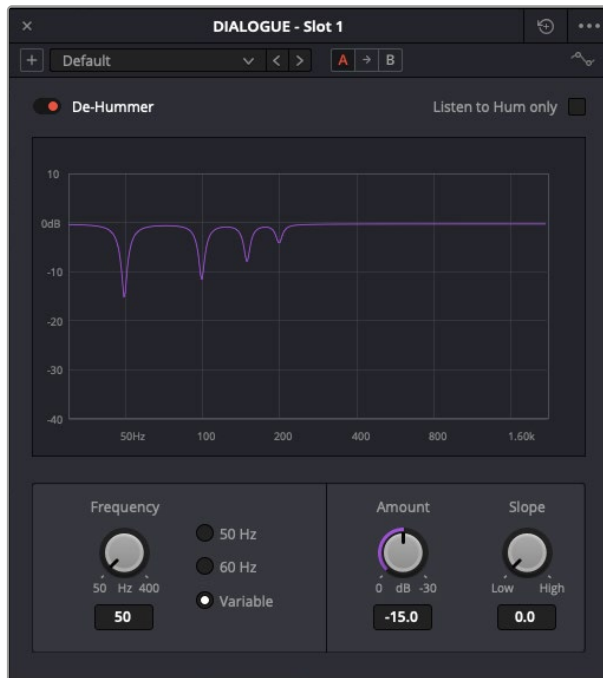 × DIALOGUE - Slot 1 •••
+ Default < > A → B
De-Hummer Listen to Hum only
10
0dB
-10
-20
-30
-40
50Hz 100 200 400 800 1.60k
Frequency
50 Hz 400
50
50 Hz
60 Hz
Variable
Amount
0 dB -30
-15.0
Slope
Low High
0.0